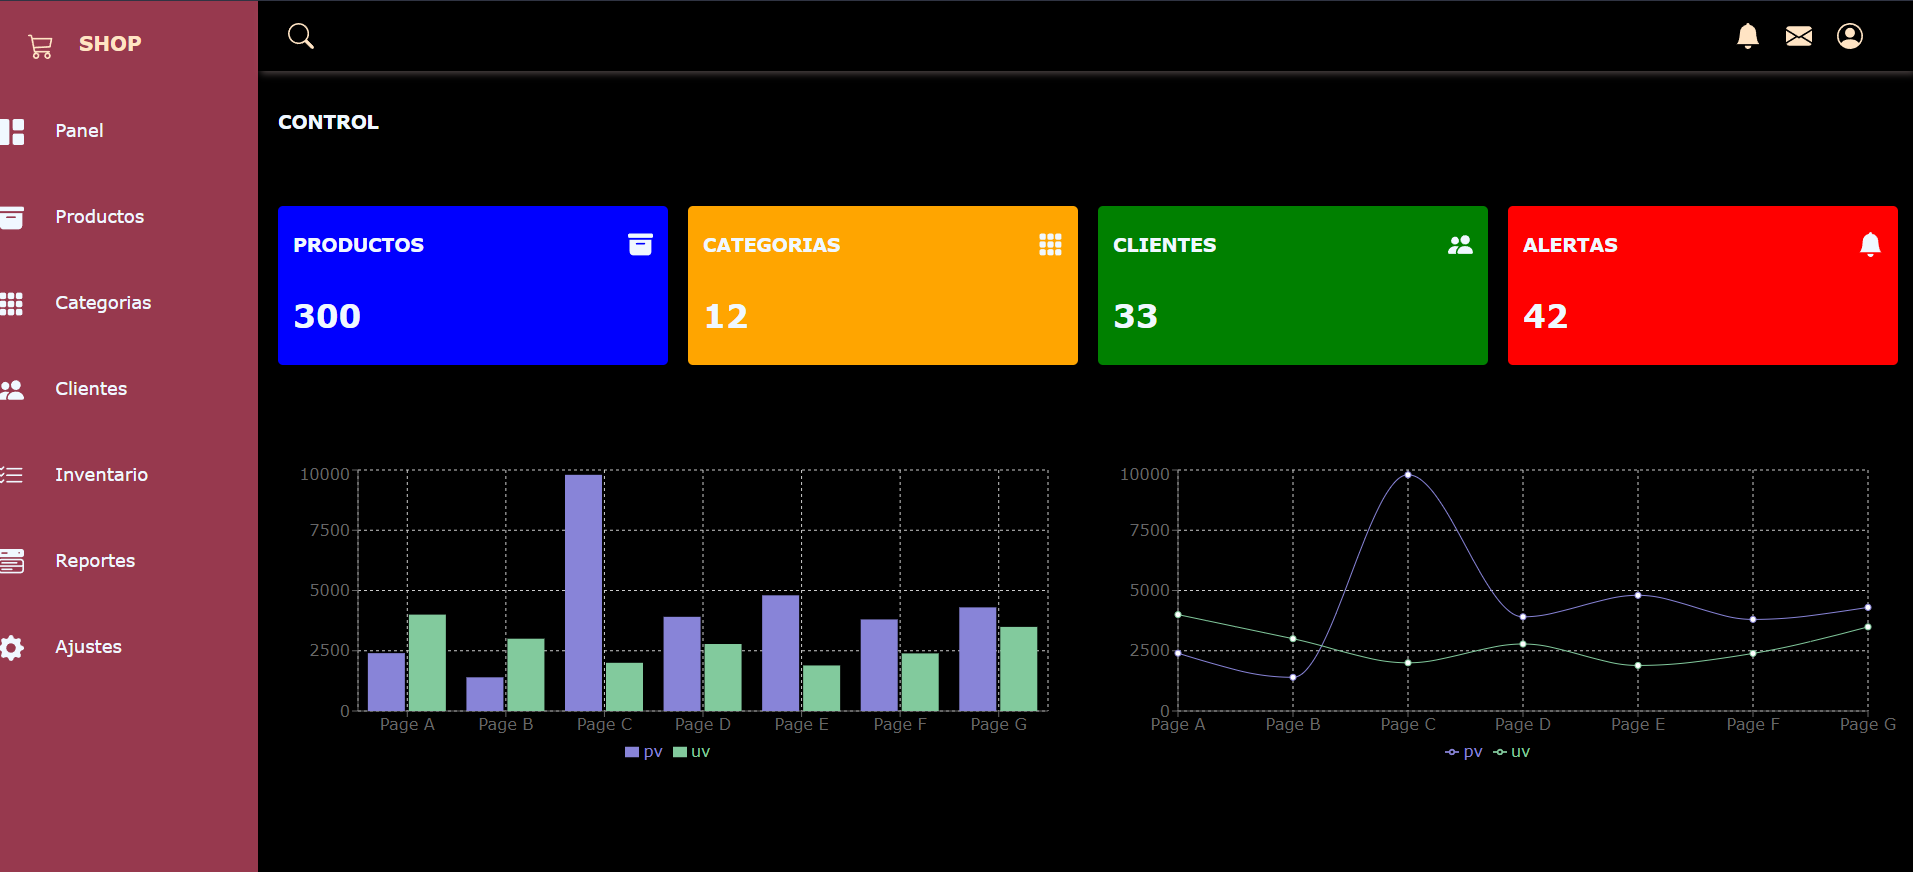 SHOP
Panel
Productos
Categorias
Clientes
Inventario
Reportes
Ajustes
CONTROL
PRODUCTOS
300
CATEGORIAS
12
CLIENTES
33
ALERTAS
42
10000
7500
5000
2500
0
Page A Page B Page C Page D Page E Page F Page G
pv uv
10000
7500
5000
2500
0
Page A Page B Page C Page D Page E Page F Page G
pv uv